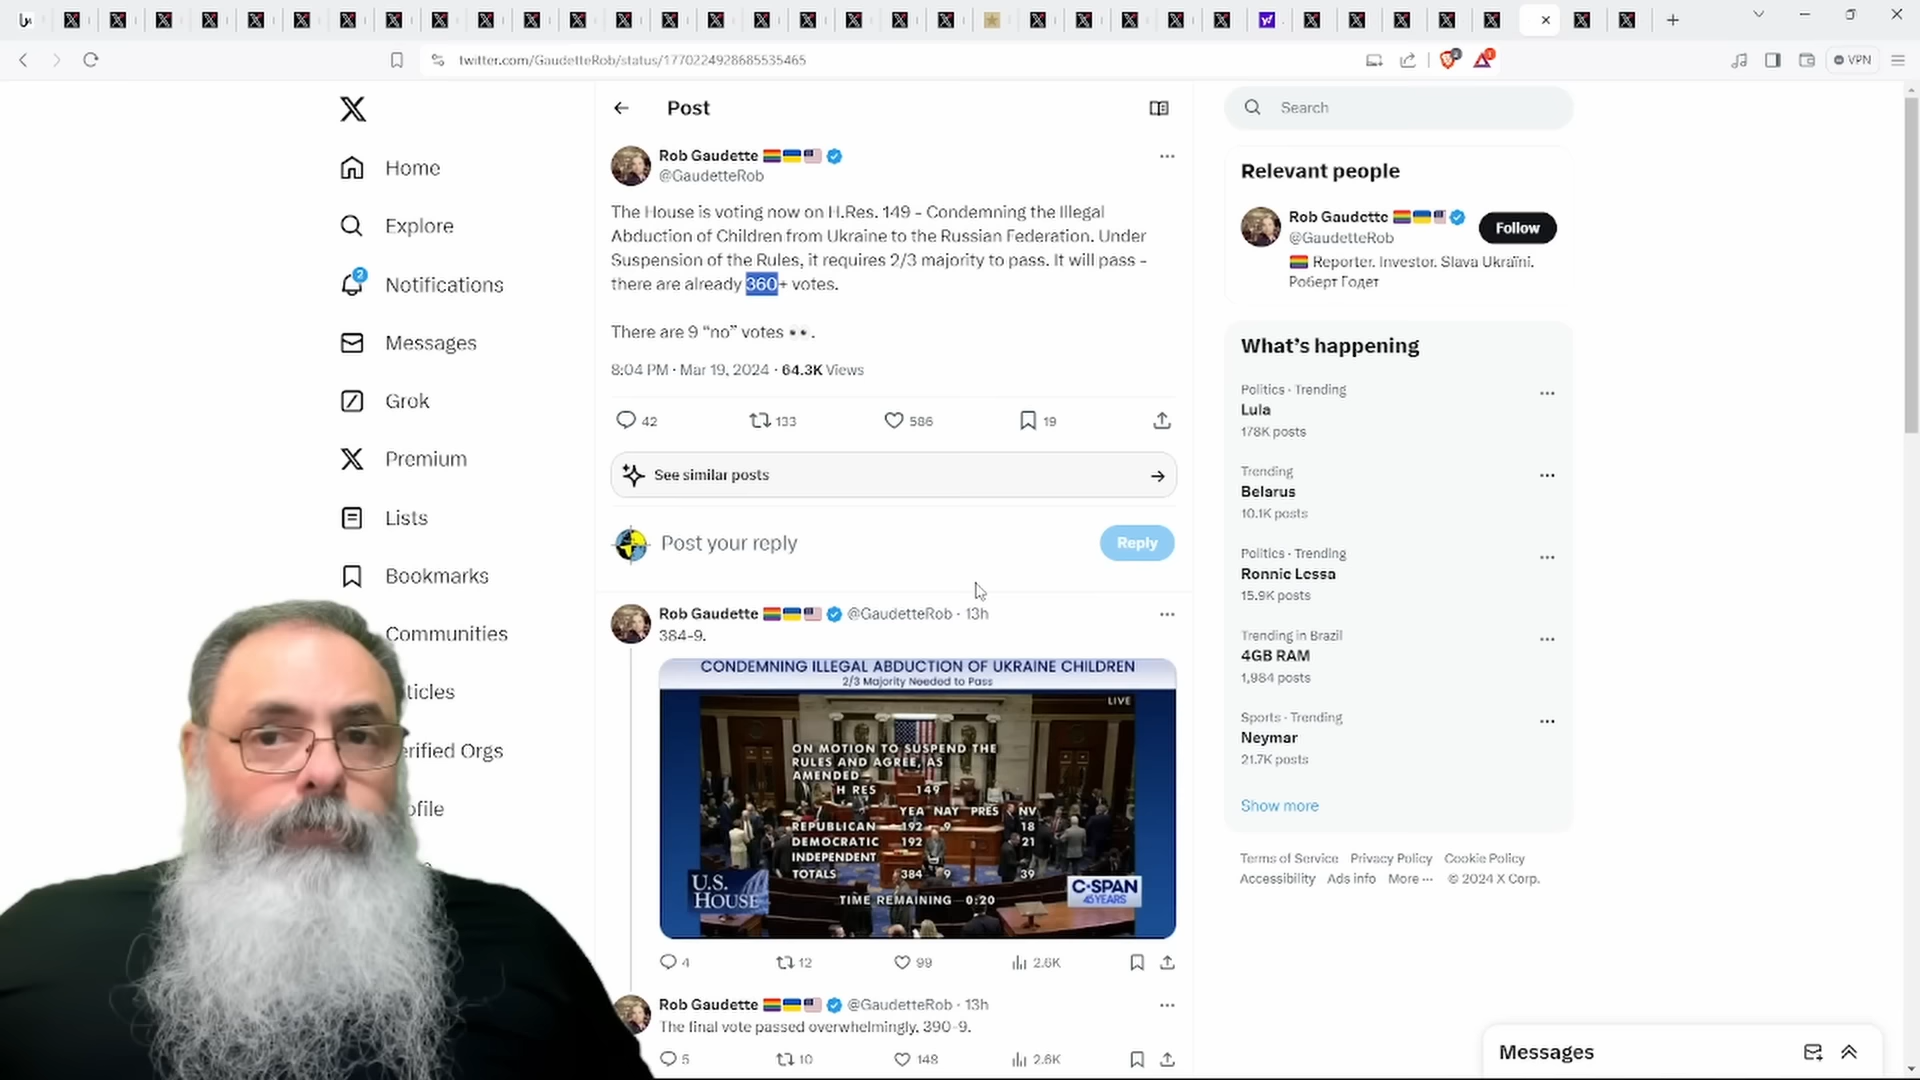 twitter.com/GaudetteRob/status/1770224928685535465
VPN
Home
Explore
2
Notifications
Messages
Grok
Premium
Lists
Bookmarks
Communities
ticles
erified Orgs
ofile
Post
Rob Gaudette
@GaudetteRob
The House is voting now on H.Res. 149 - Condemning the Illegal
Abduction of Children from Ukraine to the Russian Federation. Under
Suspension of the Rules, it requires 2/3 majority to pass. It will pass -
there are already 360+ votes.
There are 9 “no” votes 👀.
8:04 PM · Mar 19, 2024 · 64.3K Views
42 133 586 19
See similar posts
Post your reply
Reply
Rob Gaudette @GaudetteRob · 13h
384-9.
CONDEMNING ILLEGAL ABDUCTION OF UKRAINE CHILDREN
2/3 Majority Needed to Pass
LIVE
ON MOTION TO SUSPEND THE
RULES AND AGREE, AS
AMENDED
H RES 149
YEA NAY PRES NV
REPUBLICAN 192 9 18
DEMOCRATIC 192 21
INDEPENDENT
TOTALS 384 9 39
TIME REMAINING 0:20
U.S.
HOUSE
C-SPAN
45 YEARS
4 12 99 2.6K
Rob Gaudette @GaudetteRob · 13h
The final vote passed overwhelmingly. 390-9.
5 10 148 2.6K
Search
Relevant people
Rob Gaudette
@GaudetteRob
Follow
Reporter. Investor. Slava Ukraïni.
Роберт Годет
What’s happening
Politics · Trending
Lula
178K posts
Trending
Belarus
10.1K posts
Politics · Trending
Ronnie Lessa
15.9K posts
Trending in Brazil
4GB RAM
1,984 posts
Sports · Trending
Neymar
21.7K posts
Show more
Terms of Service Privacy Policy Cookie Policy
Accessibility Ads info More ··· © 2024 X Corp.
Messages